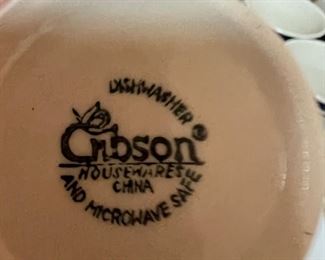 DISHWASHER
Gibson®
HOUSEWARES
CHINA
AND MICROWAVE SAFE